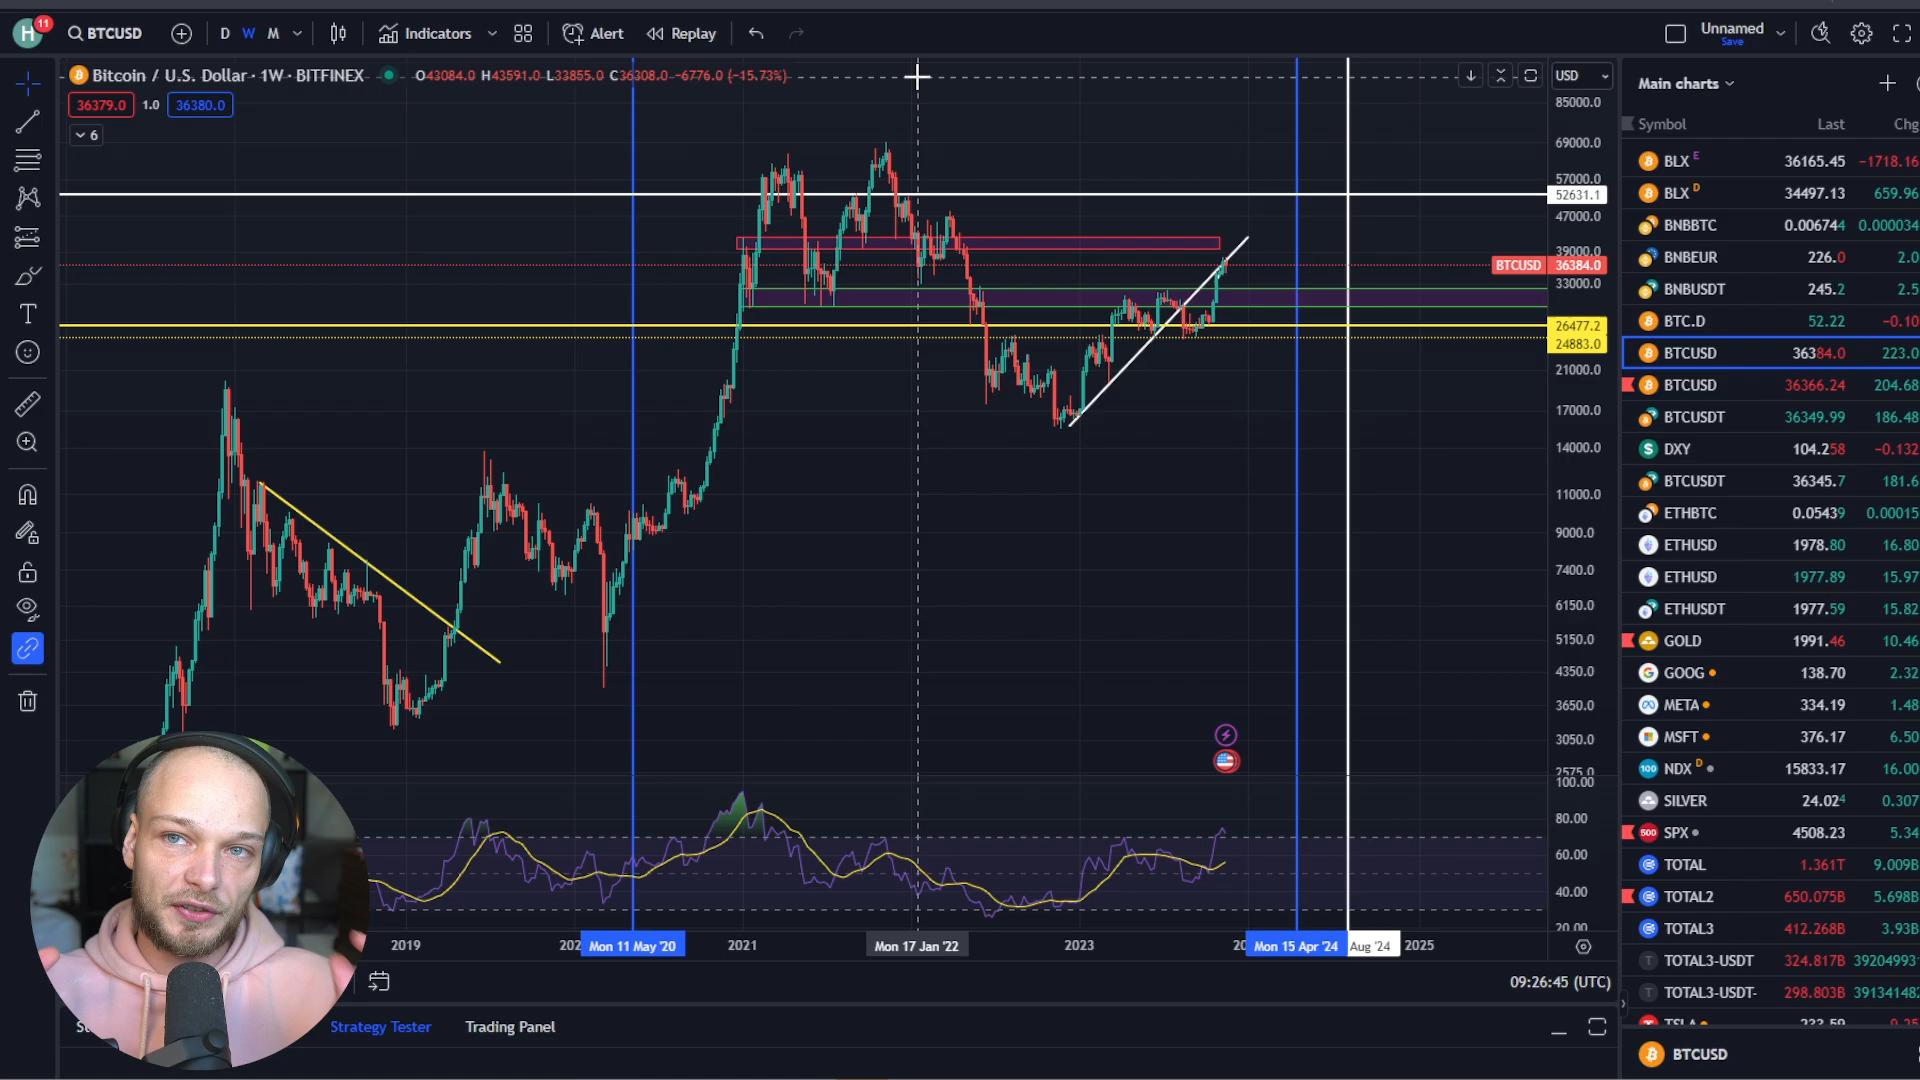 H 11 BTCUSD D W M Indicators Alert Replay Unnamed Save
Bitcoin / U.S. Dollar · 1W · BITFINEX O43084.0 H43591.0 L33855.0 C36308.0 −6776.0 (−15.73%) USD
36379.0 1.0 36380.0
6
85000.0
69000.0
57000.0
52631.1
47000.0
39000.0
BTCUSD 36384.0
33000.0
26477.2
24883.0
21000.0
17000.0
14000.0
11000.0
9000.0
7400.0
6150.0
5150.0
4350.0
3650.0
3050.0
2575.0
100.00
80.00
60.00
40.00
20.00
2019 202 Mon 11 May '20 2021 Mon 17 Jan '22 2023 20 Mon 15 Apr '24 Aug '24 2025
09:26:45 (UTC)
Strategy Tester Trading Panel
Main charts
Symbol Last Chg
BLX E 36165.45 −1718.16
BLX D 34497.13 659.96
BNBBTC 0.006744 0.000034
BNBEUR 226.0 2.0
BNBUSDT 245.2 2.5
BTC.D 52.22 −0.10
BTCUSD 36384.0 223.0
BTCUSD 36366.24 204.68
BTCUSDT 36349.99 186.48
DXY 104.258 −0.132
BTCUSDT 36345.7 181.6
ETHBTC 0.05439 0.00015
ETHUSD 1978.80 16.80
ETHUSD 1977.89 15.97
ETHUSDT 1977.59 15.82
GOLD 1991.46 10.46
GOOG 138.70 2.32
META 334.19 1.48
MSFT 376.17 6.50
100 NDX D 15833.17 16.00
SILVER 24.024 0.307
500 SPX 4508.23 5.34
TOTAL 1.361T 9.009B
TOTAL2 650.075B 5.698B
TOTAL3 412.268B 3.93B
T TOTAL3-USDT 324.817B 39204993
T TOTAL3-USDT- 298.803B 39134148
TSLA 233.59 9.25
BTCUSD